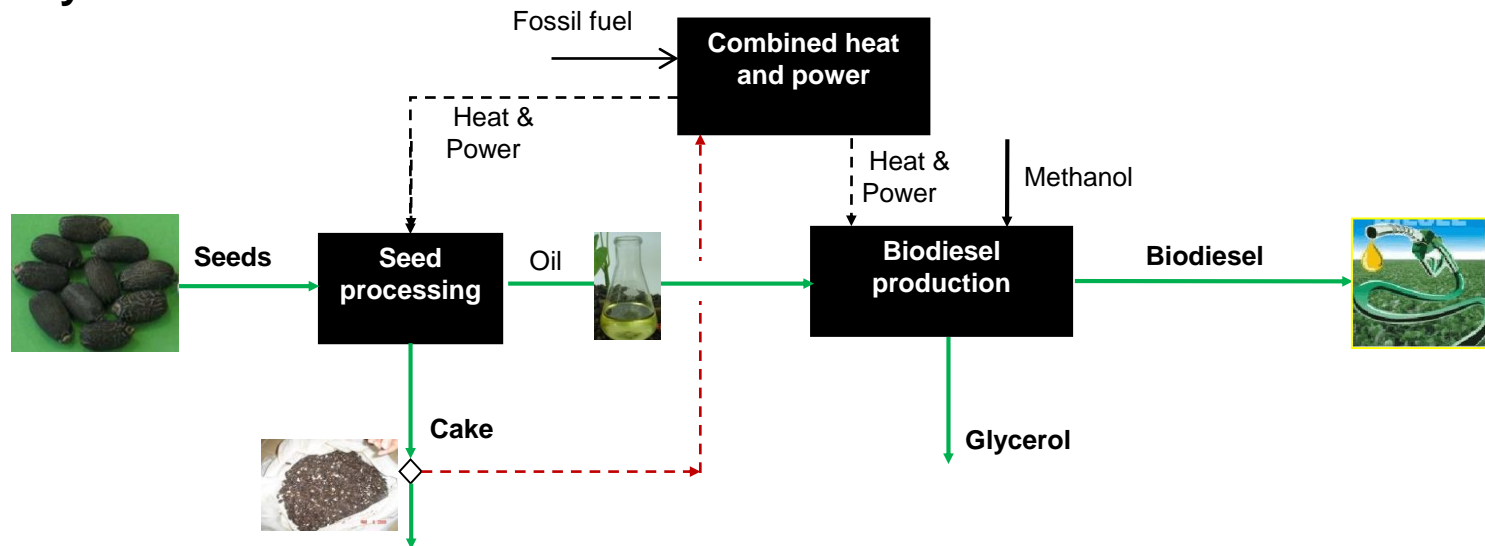 Fossil fuel
Combined heat
and power
Heat &
Power
Heat &
Power
Methanol
Seeds
Seed
processing
Oil
Biodiesel
production
Biodiesel
Cake
Glycerol